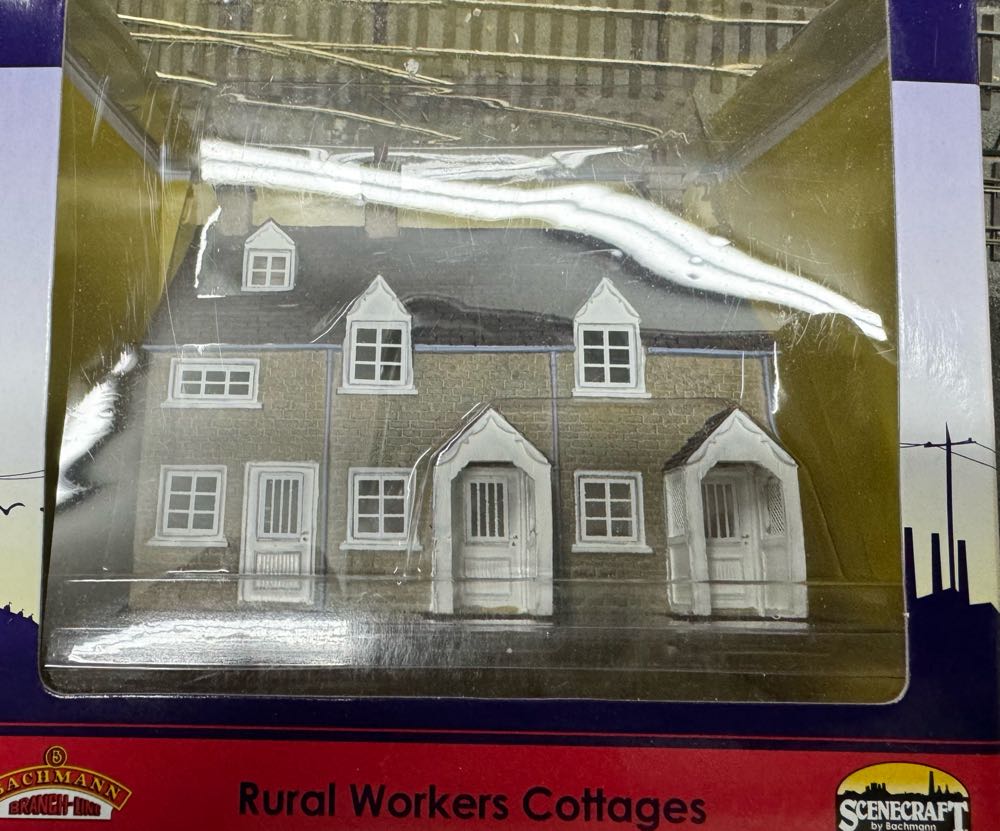 BACHMANN
BRANCH-LINE
Rural Workers Cottages
SCENECRAFT
by Bachmann